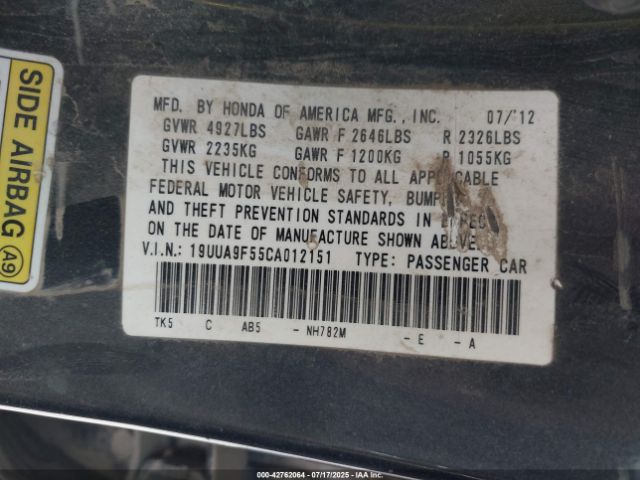 SIDE AIRBAG A9
MFD. BY HONDA OF AMERICA MFG., INC. 07/'12
GVWR 4927LBS GAWR F 2646LBS R 2326LBS
GVWR 2235KG GAWR F 1200KG R 1055KG
THIS VEHICLE CONFORMS TO ALL APPLICABLE
FEDERAL MOTOR VEHICLE SAFETY,
AND THEFT PREVENTION STANDARDS IN
ON THE DATE OF MANUFACTURE SHOWN ABOVE.
V.I.N.: 19UUA9F55CA012151 TYPE: PASSENGER CAR
TK5 C AB5 - NH782M - E - A
000-42762064 07/17/2025 IAA Inc.